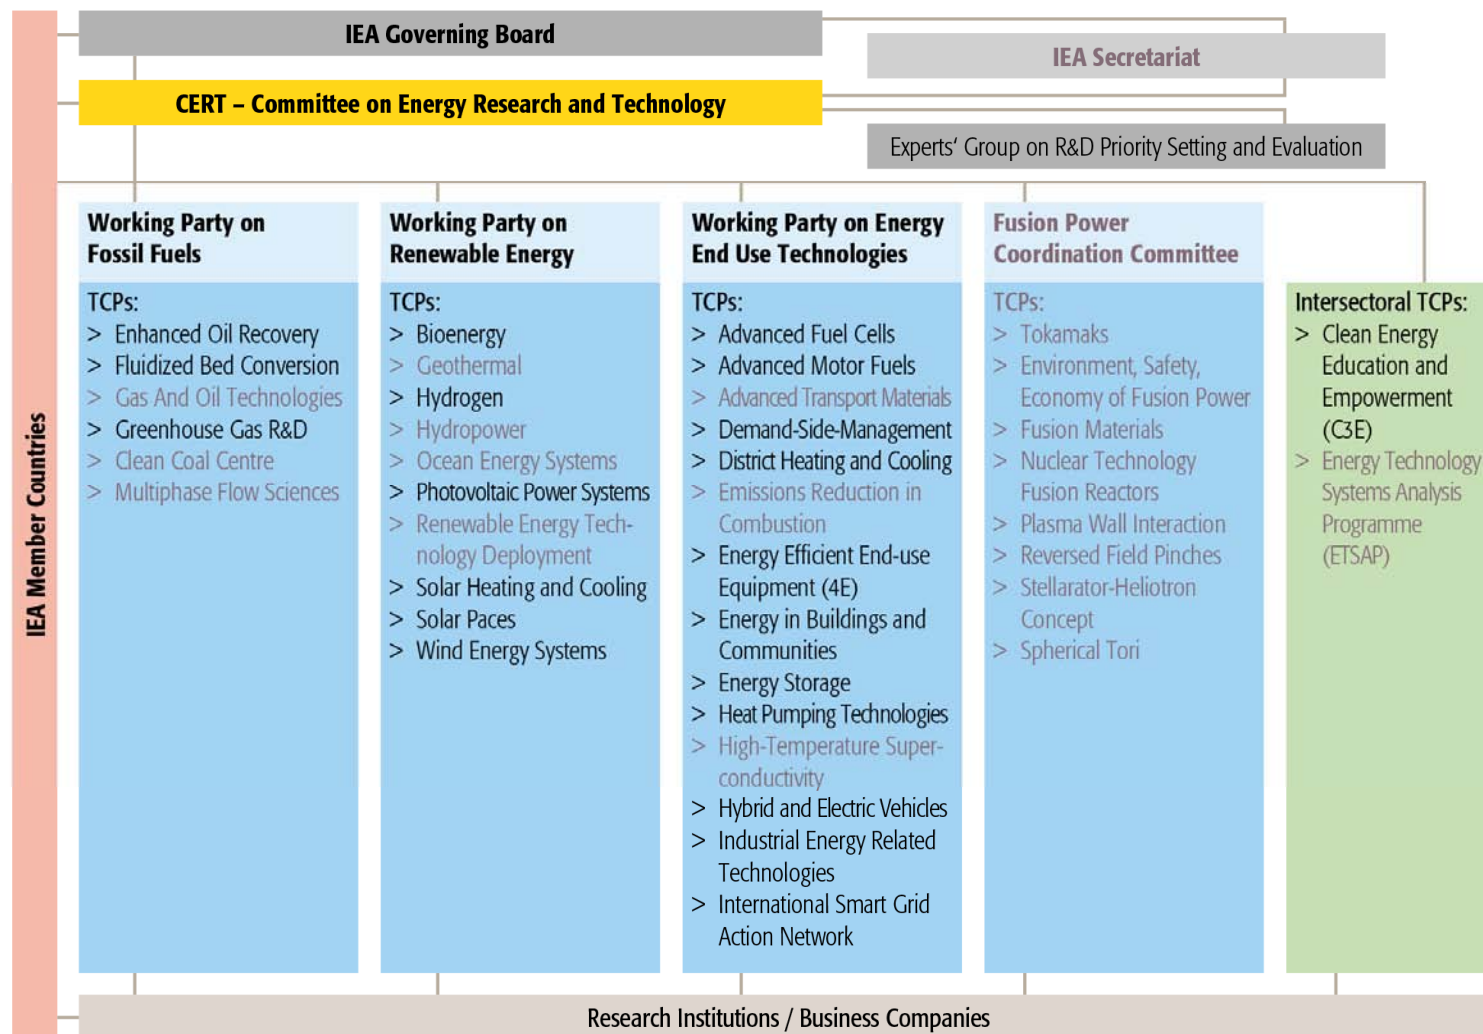 IEA Governing Board
IEA Secretariat
CERT – Committee on Energy Research and Technology
Experts‘ Group on R&D Priority Setting and Evaluation
IEA Member Countries
Working Party on
Fossil Fuels
TCPs:
> Enhanced Oil Recovery
> Fluidized Bed Conversion
> Gas And Oil Technologies
> Greenhouse Gas R&D
> Clean Coal Centre
> Multiphase Flow Sciences
Working Party on
Renewable Energy
TCPs:
> Bioenergy
> Geothermal
> Hydrogen
> Hydropower
> Ocean Energy Systems
> Photovoltaic Power Systems
> Renewable Energy Tech-
nology Deployment
> Solar Heating and Cooling
> Solar Paces
> Wind Energy Systems
Working Party on Energy
End Use Technologies
TCPs:
> Advanced Fuel Cells
> Advanced Motor Fuels
> Advanced Transport Materials
> Demand-Side-Management
> District Heating and Cooling
> Emissions Reduction in
Combustion
> Energy Efficient End-use
Equipment (4E)
> Energy in Buildings and
Communities
> Energy Storage
> Heat Pumping Technologies
> High-Temperature Super-
conductivity
> Hybrid and Electric Vehicles
> Industrial Energy Related
Technologies
> International Smart Grid
Action Network
Fusion Power
Coordination Committee
TCPs:
> Tokamaks
> Environment, Safety,
Economy of Fusion Power
> Fusion Materials
> Nuclear Technology
Fusion Reactors
> Plasma Wall Interaction
> Reversed Field Pinches
> Stellarator-Heliotron
Concept
> Spherical Tori
Intersectoral TCPs:
> Clean Energy
Education and
Empowerment
(C3E)
> Energy Technology
Systems Analysis
Programme
(ETSAP)
Research Institutions / Business Companies